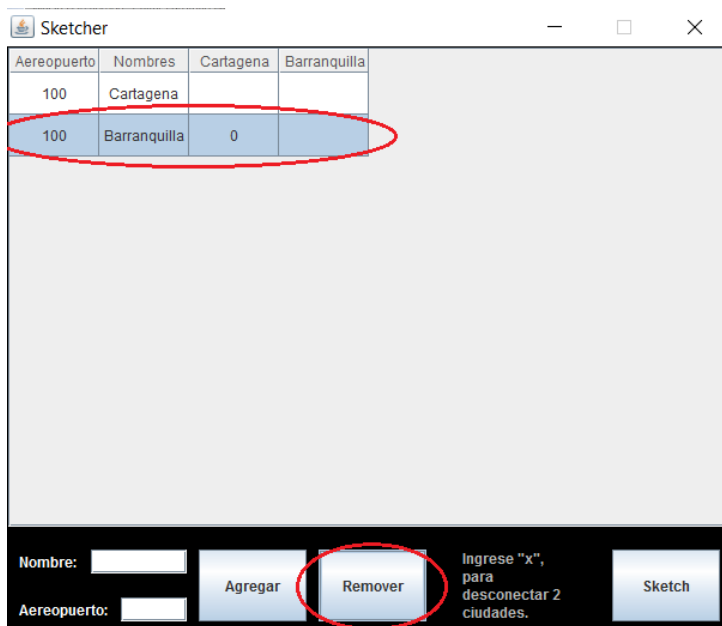 Sketcher
Aereopuerto Nombres Cartagena Barranquilla
100 Cartagena
100 Barranquilla 0
Nombre:
Aereopuerto:
Agregar
Remover
Ingrese "x",
para
desconectar 2
ciudades.
Sketch